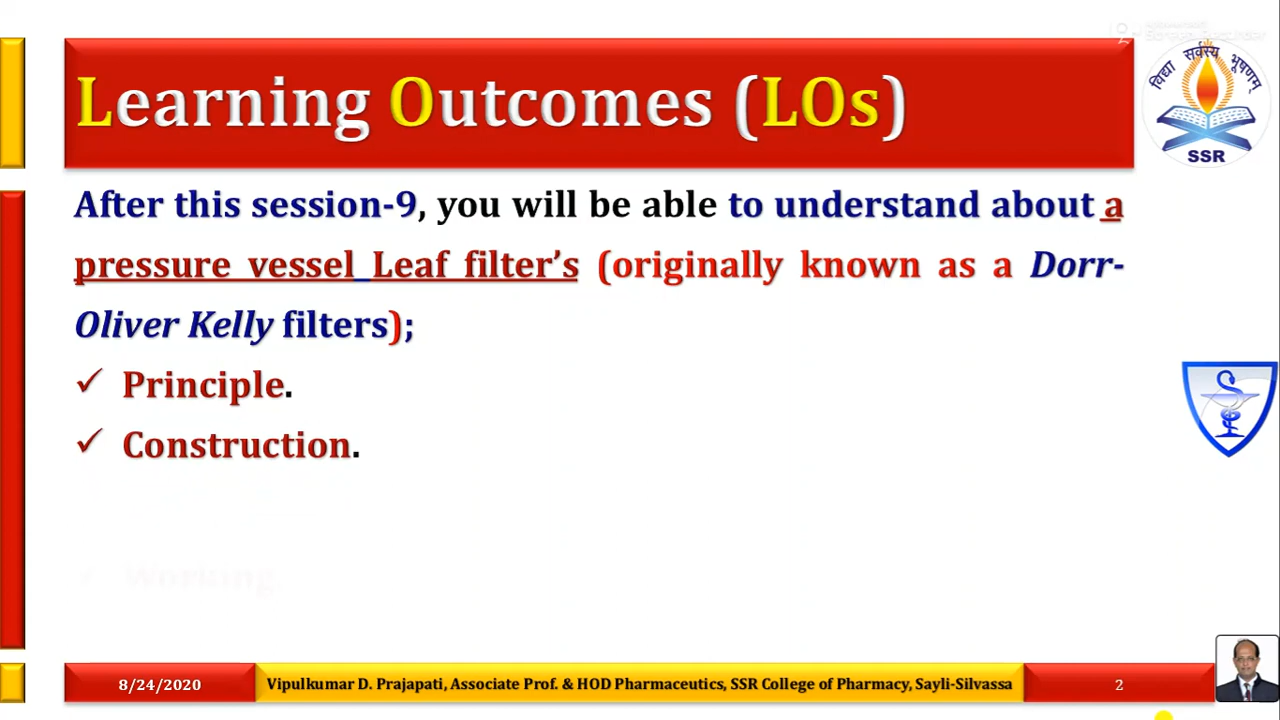 Learning Outcomes (LOs)
विद्या सर्वस्य भूषणम्
SSR
After this session-9, you will be able to understand about a
pressure vessel Leaf filter's (originally known as a Dorr-
Oliver Kelly filters);
✓ Principle.
✓ Construction.
Working.
8/24/2020
Vipulkumar D. Prajapati, Associate Prof. & HOD Pharmaceutics, SSR College of Pharmacy, Sayli-Silvassa
2